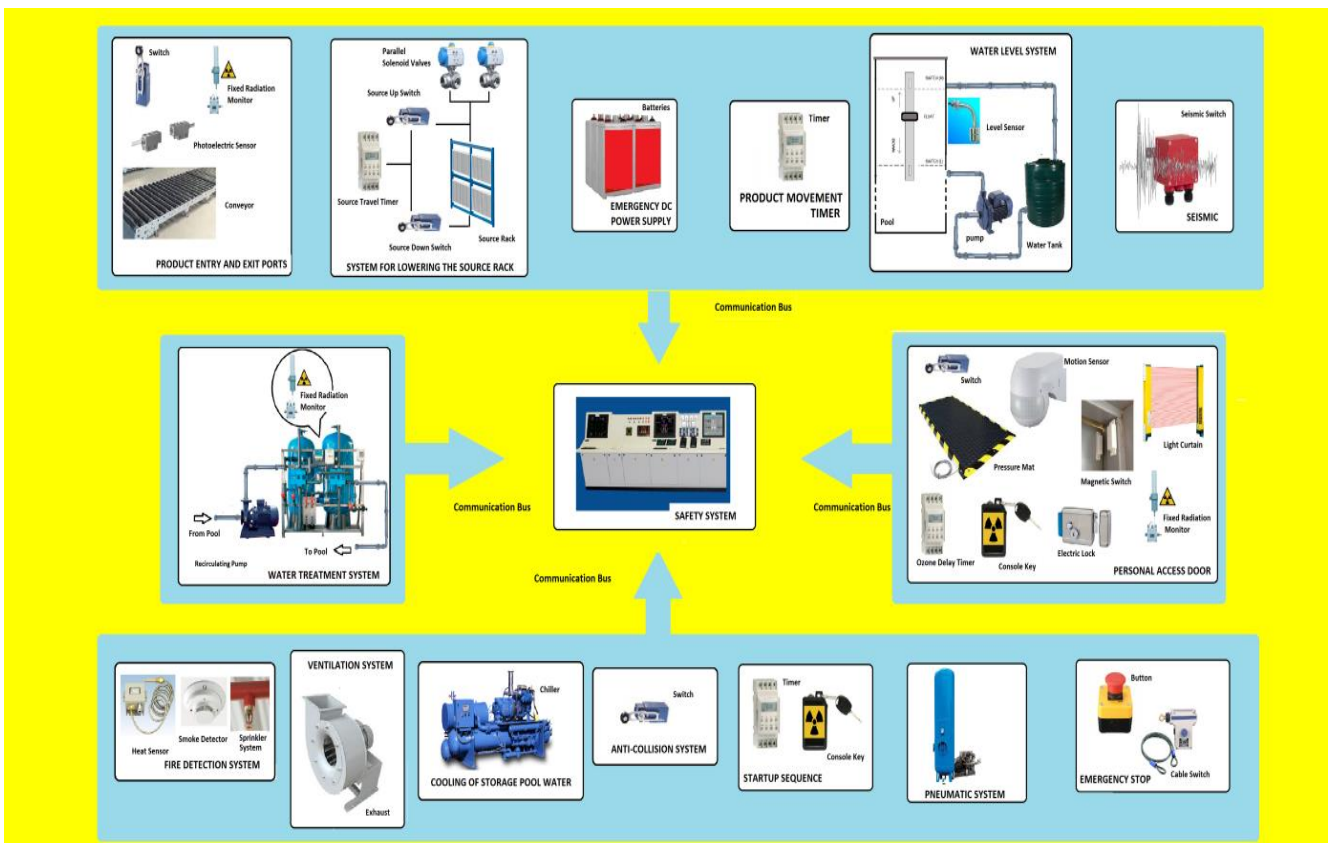 Switch
Fixed Radiation
Monitor
Photoelectric Sensor
Conveyor
PRODUCT ENTRY AND EXIT PORTS
Parallel
Solenoid Valves
Source Up Switch
Source Travel Timer
Source Down Switch
Source Rack
SYSTEM FOR LOWERING THE SOURCE RACK
Batteries
EMERGENCY DC
POWER SUPPLY
Timer
PRODUCT MOVEMENT
TIMER
WATER LEVEL SYSTEM
Level Sensor
Pool
pump
Water Tank
Seismic Switch
SEISMIC
Communication Bus
Fixed Radiation
Monitor
From Pool
To Pool
Recirculating Pump
WATER TREATMENT SYSTEM
Communication Bus
SAFETY SYSTEM
Communication Bus
Switch
Motion Sensor
Light Curtain
Pressure Mat
Magnetic Switch
Fixed Radiation
Monitor
Ozone Delay Timer
Console Key
Electric Lock
PERSONAL ACCESS DOOR
Communication Bus
Heat Sensor
Smoke Detector
Sprinkler
System
FIRE DETECTION SYSTEM
VENTILATION SYSTEM
Exhaust
Chiller
COOLING OF STORAGE POOL WATER
Switch
ANTI-COLLISION SYSTEM
Timer
Console Key
STARTUP SEQUENCE
PNEUMATIC SYSTEM
Button
Cable Switch
EMERGENCY STOP